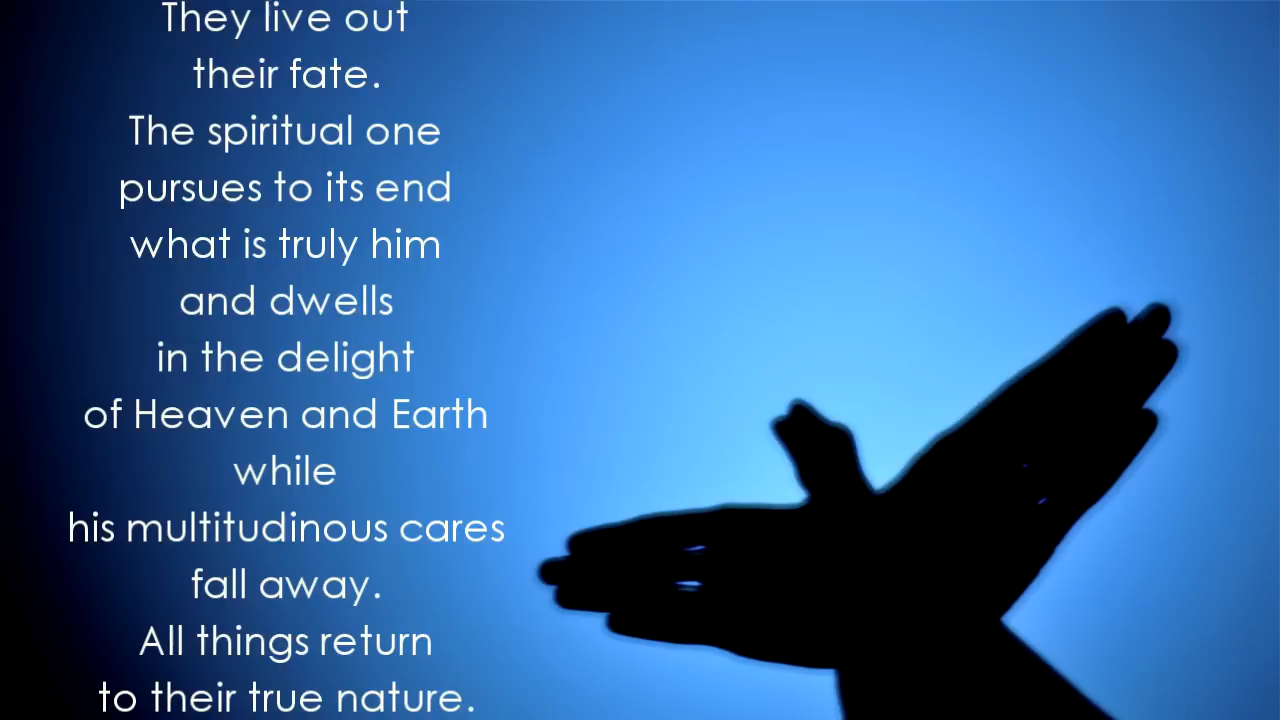 They live out
their fate.
The spiritual one
pursues to its end
what is truly him
and dwells
in the delight
of Heaven and Earth
while
his multitudinous cares
fall away.
All things return
to their true nature.